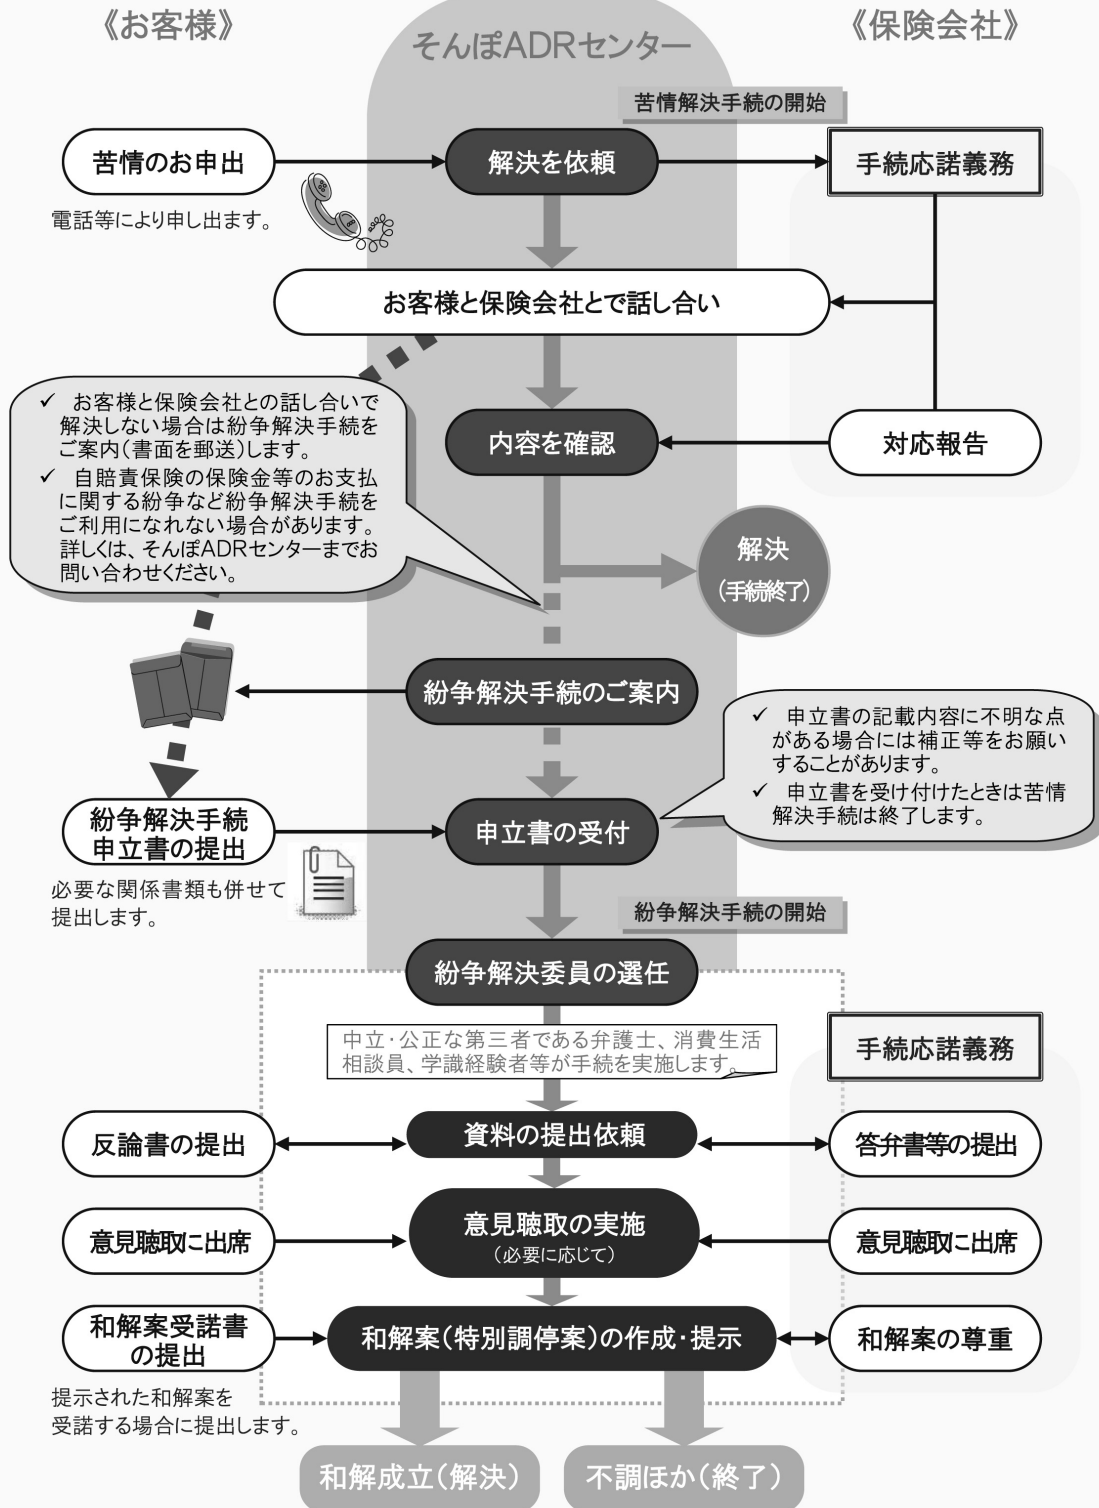 《お客様》
そんぽADRセンター
《保険会社》
苦情解決手続の開始
苦情のお申出
解決を依頼
手続応諾義務
電話等により申し出ます。
お客様と保険会社とで話し合い
✓ お客様と保険会社との話し合いで
解決しない場合は紛争解決手続を
ご案内(書面を郵送)します。
✓ 自賠責保険の保険金等のお支払
に関する紛争など紛争解決手続を
ご利用になれない場合があります。
詳しくは、そんぽADRセンターまでお
問い合わせください。
内容を確認
対応報告
解決
(手続終了)
紛争解決手続のご案内
✓ 申立書の記載内容に不明な点
がある場合には補正等をお願い
することがあります。
✓ 申立書を受け付けたときは苦情
解決手続は終了します。
紛争解決手続
申立書の提出
申立書の受付
必要な関係書類も併せて
提出します。
紛争解決手続の開始
紛争解決委員の選任
中立・公正な第三者である弁護士、消費生活
相談員、学識経験者等が手続を実施します。
手続応諾義務
反論書の提出
資料の提出依頼
答弁書等の提出
意見聴取に出席
意見聴取の実施
(必要に応じて)
意見聴取に出席
和解案受諾書
の提出
和解案(特別調停案)の作成・提示
和解案の尊重
提示された和解案を
受諾する場合に提出します。
和解成立(解決)
不調ほか(終了)